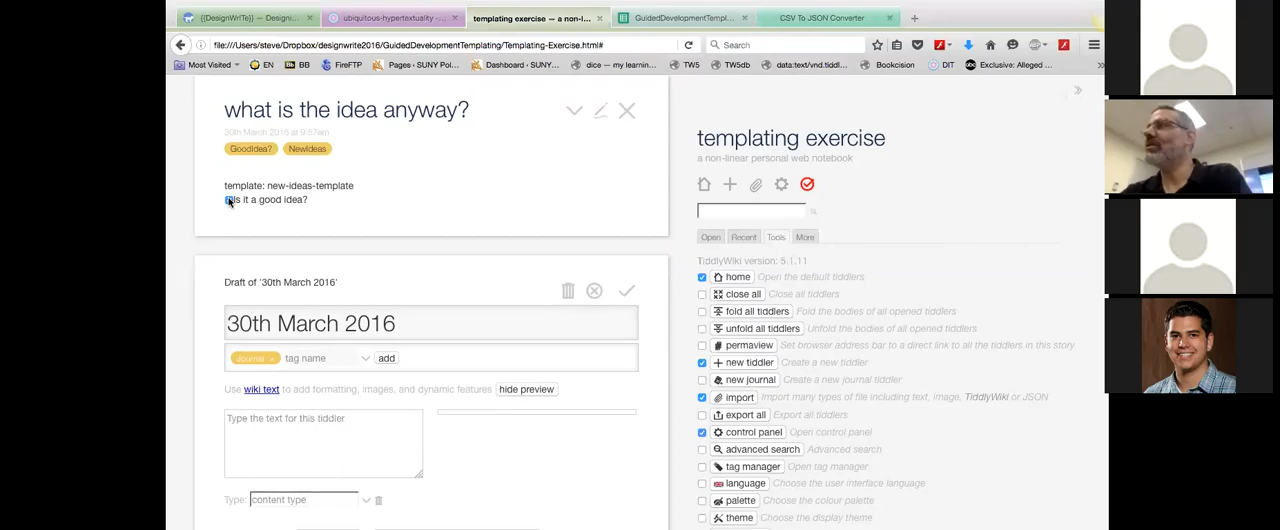 {{DesignWriTe}} — Designi...
ubiquitous-hypertextuality -...
templating exercise — a non-l...
GuidedDevelopmentTempl...
CSV To JSON Converter
file:///Users/steve/Dropbox/designwrite2016/GuidedDevelopmentTemplating/Templating-Exercise.html#
Search
Most Visited
EN
BB
FireFTP
Pages ‹ SUNY Pol...
Dashboard ‹ SUNY...
dice — my learnin...
TW5
TW5db
data:text/vnd.tiddl...
Bookcision
DIT
Exclusive: Alleged ...
what is the idea anyway?
30th March 2016 at 9:57am
GoodIdea?
NewIdeas
template: new-ideas-template
Is it a good idea?
Draft of '30th March 2016'
30th March 2016
Journal ×
tag name
add
Use wiki text to add formatting, images, and dynamic features
hide preview
Type the text for this tiddler
Type:
content type
templating exercise
a non-linear personal web notebook
Open
Recent
Tools
More
TiddlyWiki version: 5.1.11
home Open the default tiddlers
close all Close all tiddlers
fold all tiddlers Fold the bodies of all opened tiddlers
unfold all tiddlers Unfold the bodies of all opened tiddlers
permaview Set browser address bar to a direct link to all the tiddlers in this story
new tiddler Create a new tiddler
new journal Create a new journal tiddler
import Import many types of file including text, image, TiddlyWiki or JSON
export all Export all tiddlers
control panel Open control panel
advanced search Advanced search
tag manager Open tag manager
language Choose the user interface language
palette Choose the colour palette
theme Choose the display theme